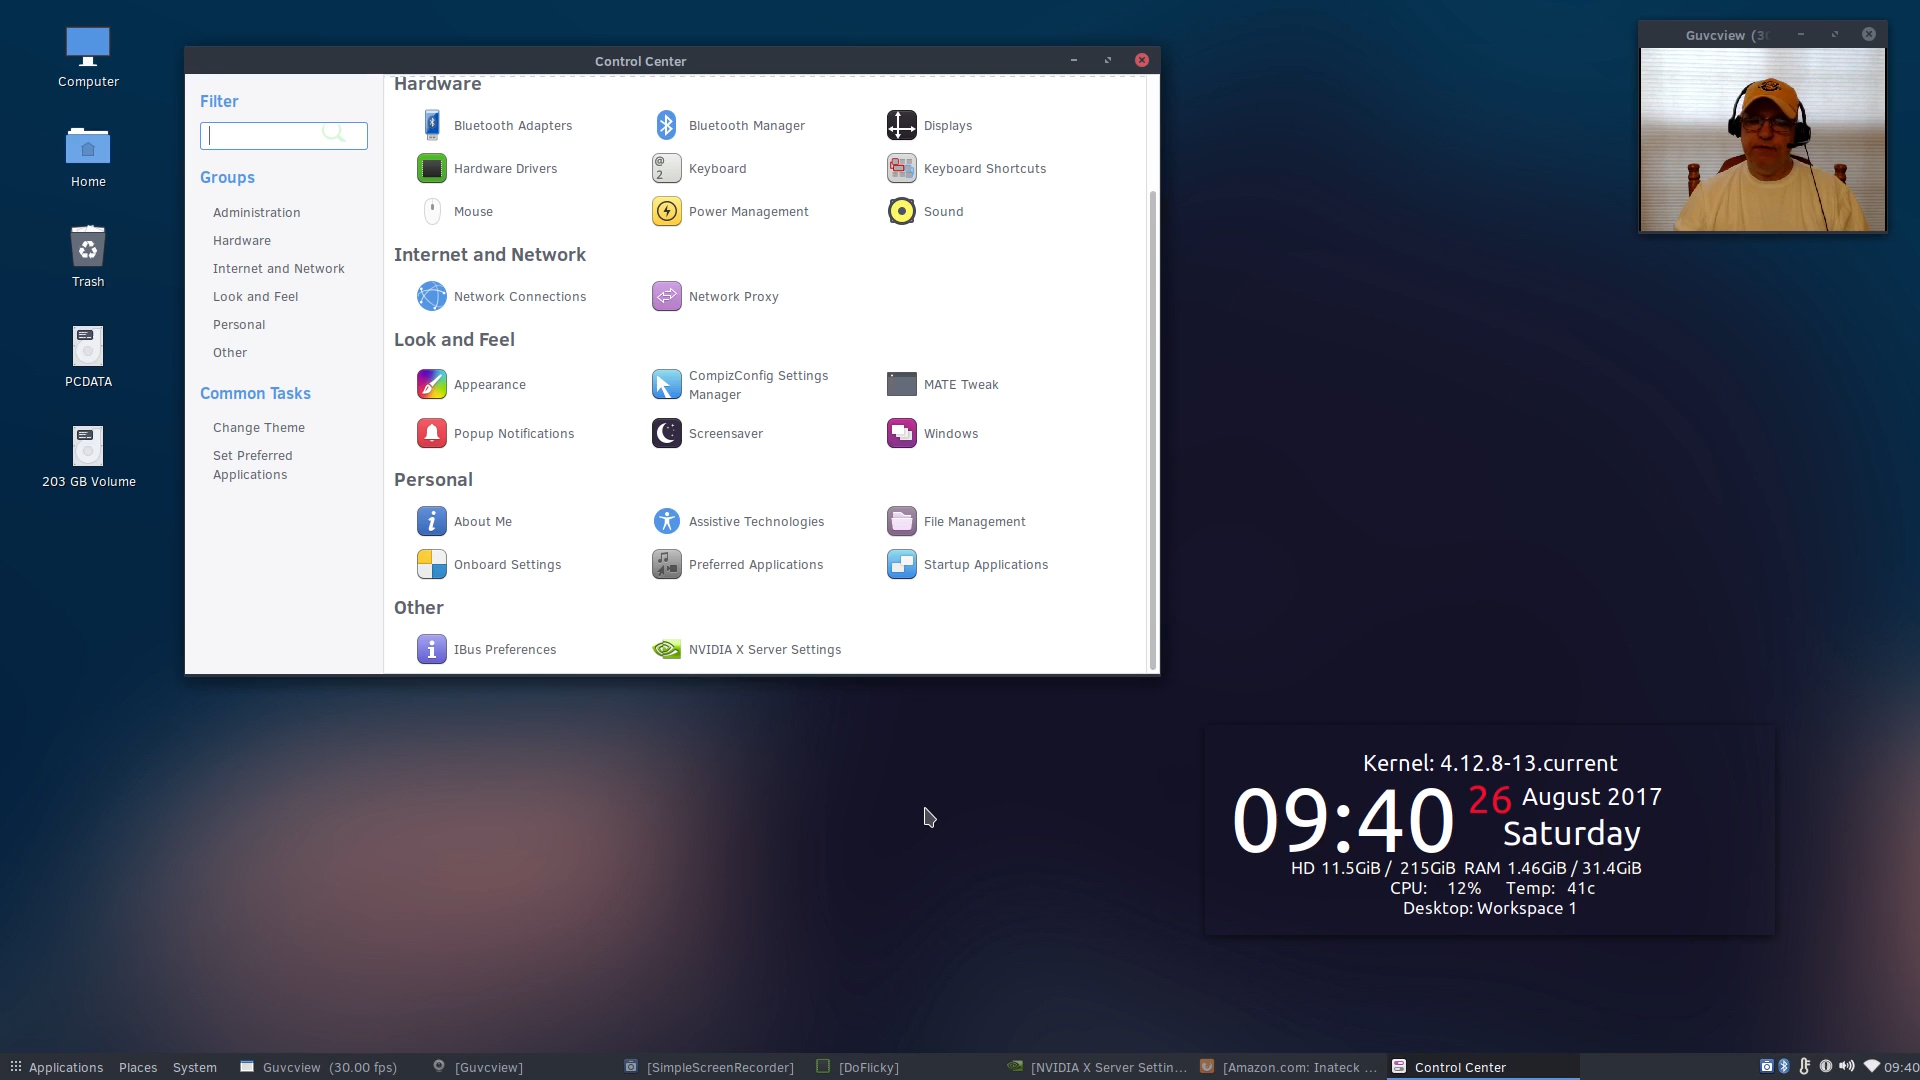 Computer
Home
Trash
PCDATA
203 GB Volume
Control Center
Filter
Groups
Administration
Hardware
Internet and Network
Look and Feel
Personal
Other
Common Tasks
Change Theme
Set Preferred
Applications
Hardware
Bluetooth Adapters
Bluetooth Manager
Displays
Hardware Drivers
Keyboard
Keyboard Shortcuts
Mouse
Power Management
Sound
Internet and Network
Network Connections
Network Proxy
Look and Feel
Appearance
CompizConfig Settings
Manager
MATE Tweak
Popup Notifications
Screensaver
Windows
Personal
About Me
Assistive Technologies
File Management
Onboard Settings
Preferred Applications
Startup Applications
Other
IBus Preferences
NVIDIA X Server Settings
Guvcview (30
Kernel: 4.12.8-13.current
09:40 26 August 2017
Saturday
HD 11.5GiB / 215GiB RAM 1.46GiB / 31.4GiB
CPU: 12% Temp: 41c
Desktop: Workspace 1
Applications Places System Guvcview (30.00 fps) [Guvcview] [SimpleScreenRecorder] [DoFlicky] [NVIDIA X Server Settin... [Amazon.com: Inateck ... Control Center 09:40